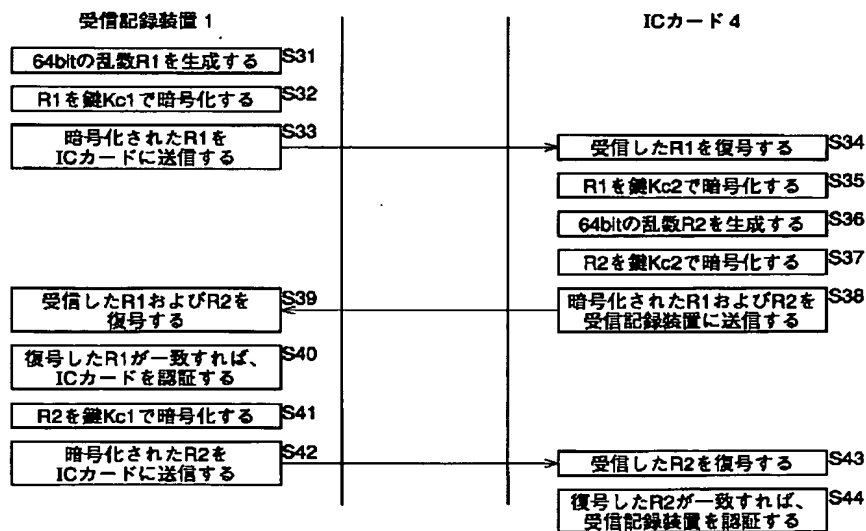 受信記録装置 1
ICカード 4
64bitの乱数R1を生成する S31
R1を鍵Kc1で暗号化する S32
暗号化されたR1を S33
ICカードに送信する
受信したR1を復号する S34
R1を鍵Kc2で暗号化する S35
64bitの乱数R2を生成する S36
R2を鍵Kc2で暗号化する S37
暗号化されたR1およびR2を S38
受信記録装置に送信する
受信したR1およびR2を S39
復号する
復号したR1が一致すれば、 S40
ICカードを認証する
R2を鍵Kc1で暗号化する S41
暗号化されたR2を S42
ICカードに送信する
受信したR2を復号する S43
復号したR2が一致すれば、 S44
受信記録装置を認証する